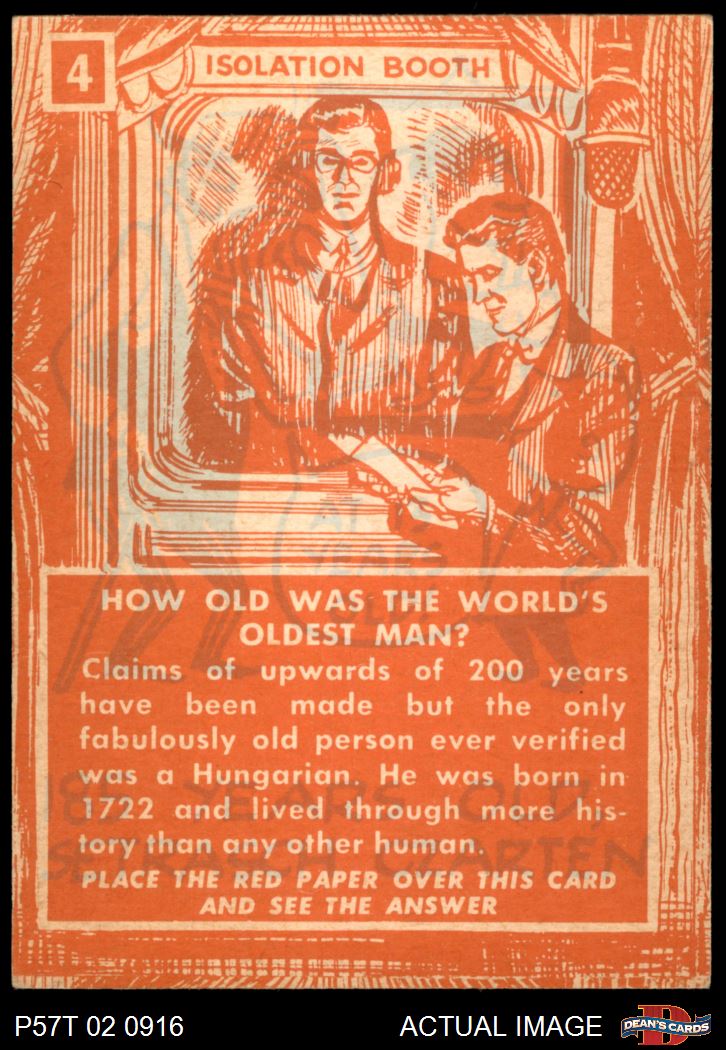 4
ISOLATION BOOTH
HOW OLD WAS THE WORLD'S
OLDEST MAN?
Claims of upwards of 200 years
have been made but the only
fabulously old person ever verified
was a Hungarian. He was born in
1722 and lived through more his-
tory than any other human.
PLACE THE RED PAPER OVER THIS CARD
AND SEE THE ANSWER
YEARS OLD,
P57T 02 0916
ACTUAL IMAGE
DEAN'S CARDS